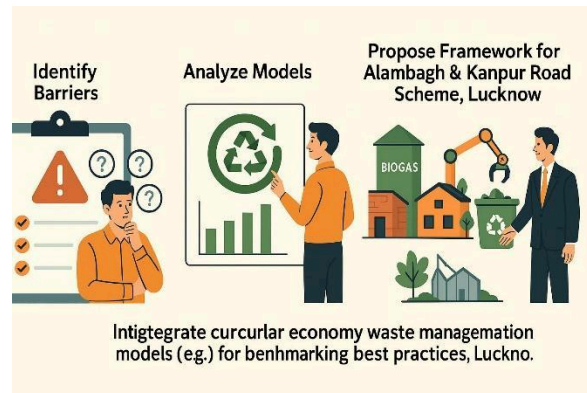 Identify
Barriers
Analyze Models
Propose Framework for
Alambagh & Kanpur Road
Scheme, Lucknow
?
?
?
BIOGAS
Intigtegrate curcurlar economy waste managemation
models (e.g.) for benhmarking best practices, Luckno.